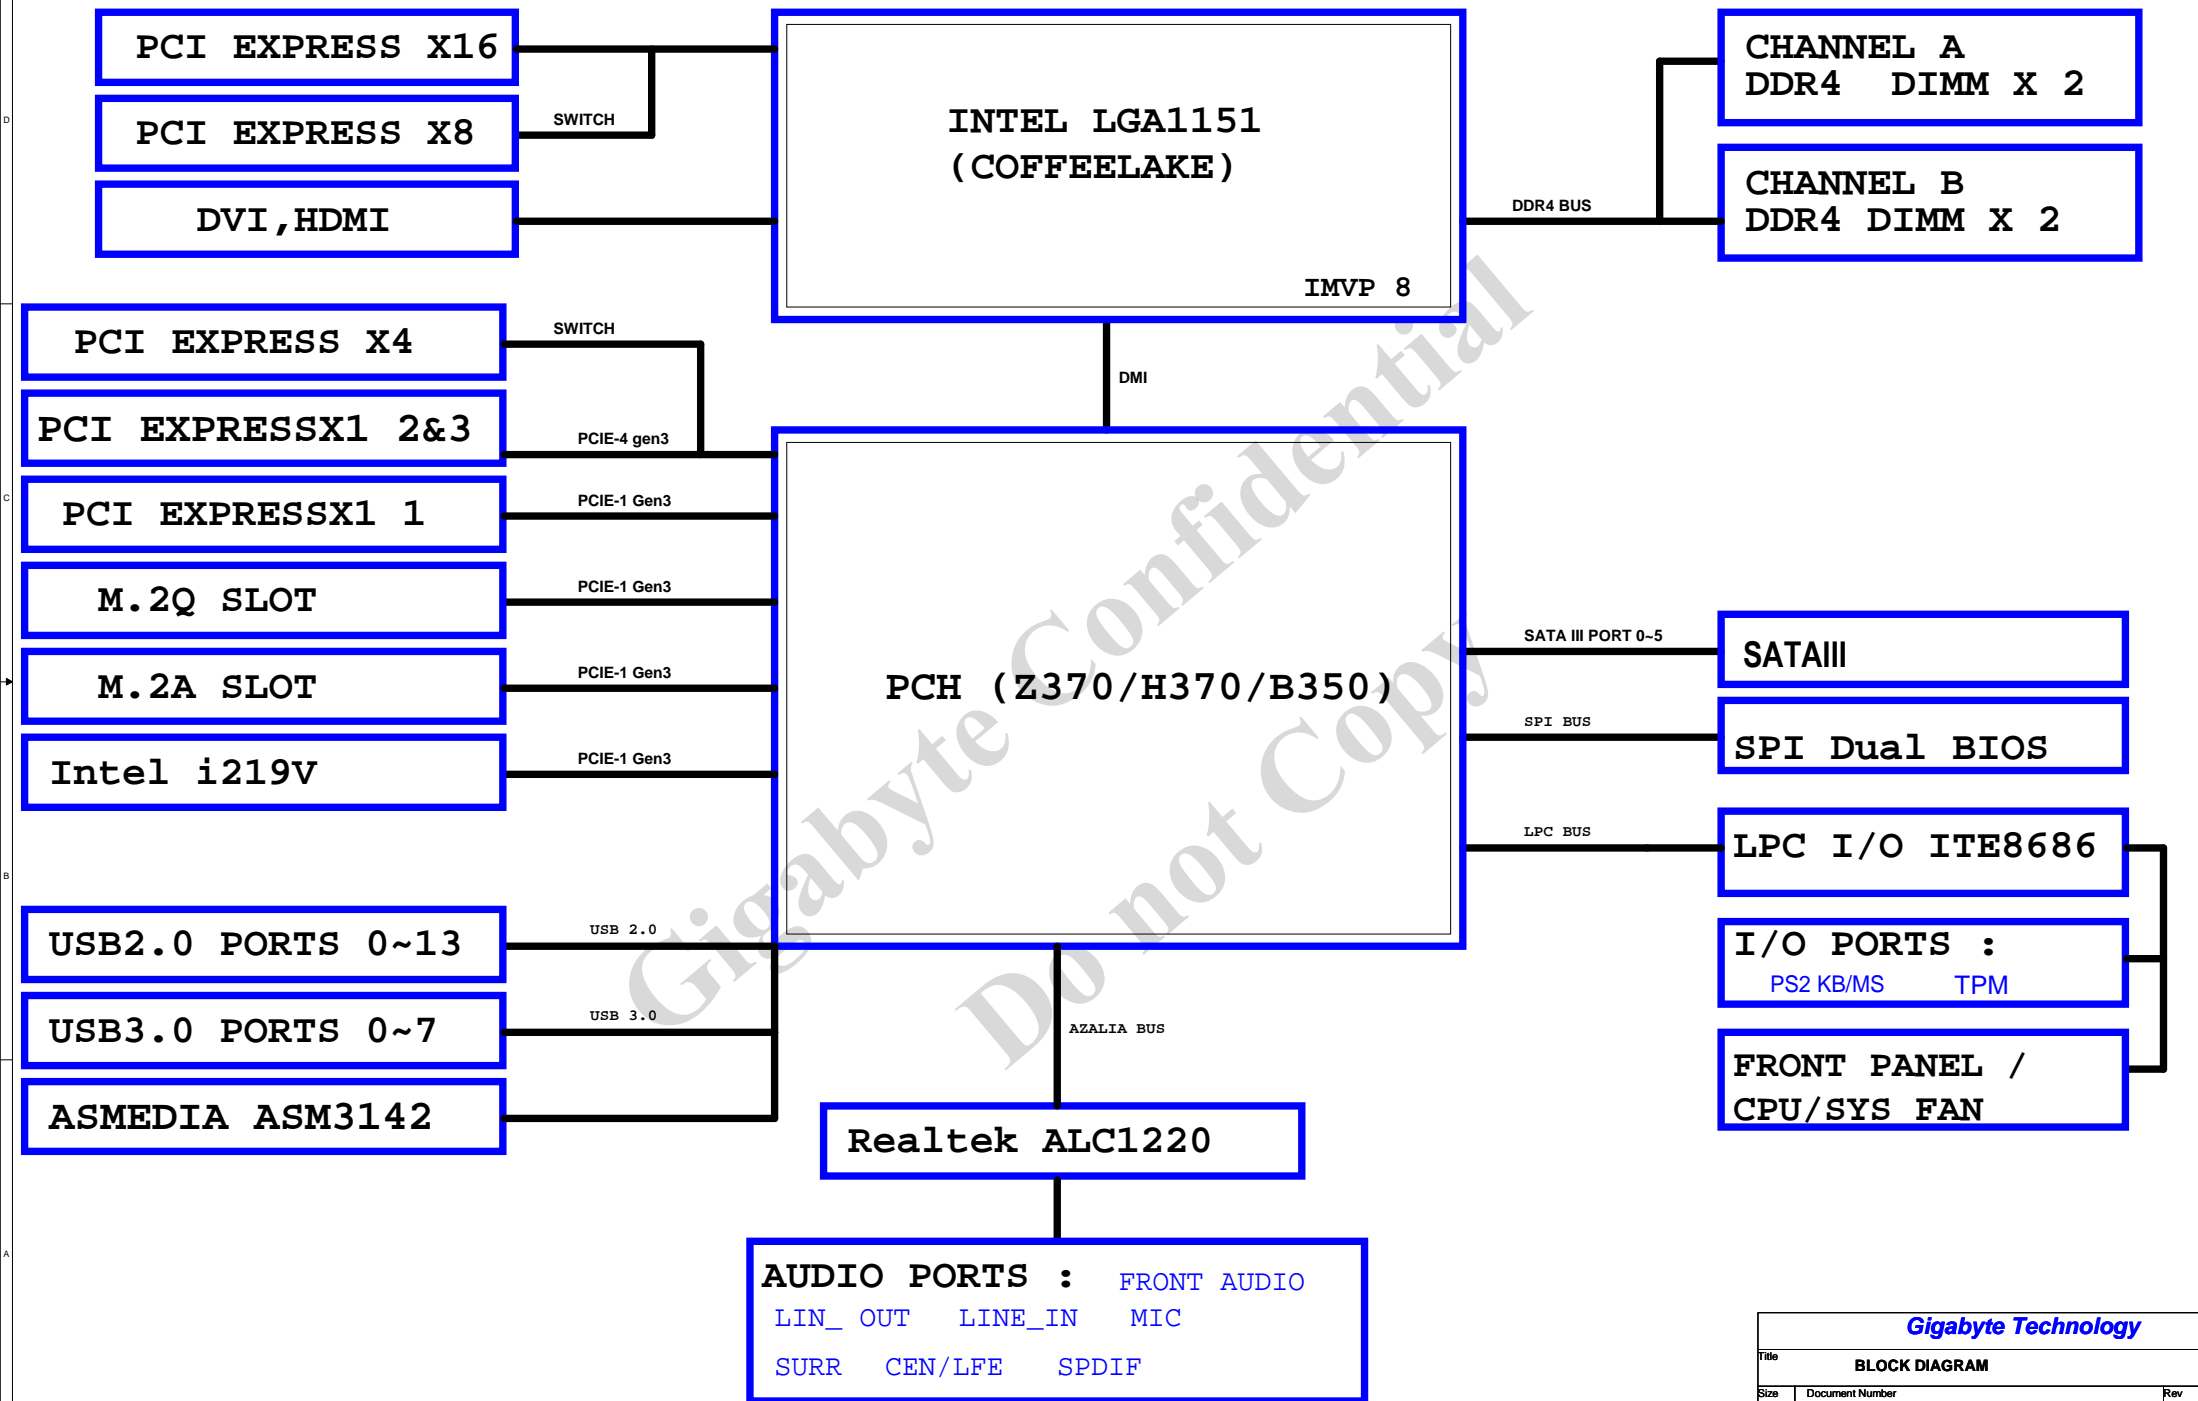 PCI EXPRESS X16
PCI EXPRESS X8
SWITCH
DVI,HDMI
INTEL LGA1151
(COFFEELAKE)
IMVP 8
CHANNEL A
DDR4 DIMM X 2
CHANNEL B
DDR4 DIMM X 2
DDR4 BUS
D
PCI EXPRESS X4
SWITCH
DMI
PCI EXPRESSX1 2&3
PCIE-4 gen3
C
PCI EXPRESSX1 1
PCIE-1 Gen3
M.2Q SLOT
PCIE-1 Gen3
M.2A SLOT
PCIE-1 Gen3
Intel i219V
PCIE-1 Gen3
PCH (Z370/H370/B350)
SATA III PORT 0~5
SATAIII
SPI BUS
SPI Dual BIOS
LPC BUS
LPC I/O ITE8686
B
I/O PORTS :
PS2 KB/MS TPM
FRONT PANEL /
CPU/SYS FAN
USB2.0 PORTS 0~13
USB 2.0
USB3.0 PORTS 0~7
USB 3.0
ASMEDIA ASM3142
AZALIA BUS
Realtek ALC1220
A
AUDIO PORTS : FRONT AUDIO
LIN_ OUT LINE_IN MIC
SURR CEN/LFE SPDIF
Gigabyte Confidential
Do not Copy
Gigabyte Technology
Title
BLOCK DIAGRAM
Size Document Number Rev